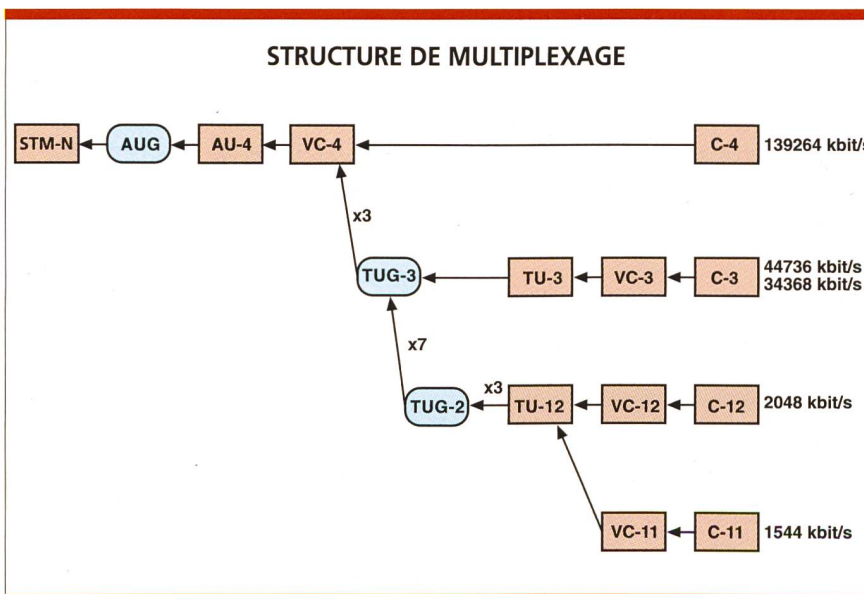 STRUCTURE DE MULTIPLEXAGE
STM-N AUG AU-4 VC-4 C-4 139264 kbit/s
x3
TUG-3 TU-3 VC-3 C-3 44736 kbit/s
34368 kbit/s
x7
TUG-2 x3 TU-12 VC-12 C-12 2048 kbit/s
VC-11 C-11 1544 kbit/s